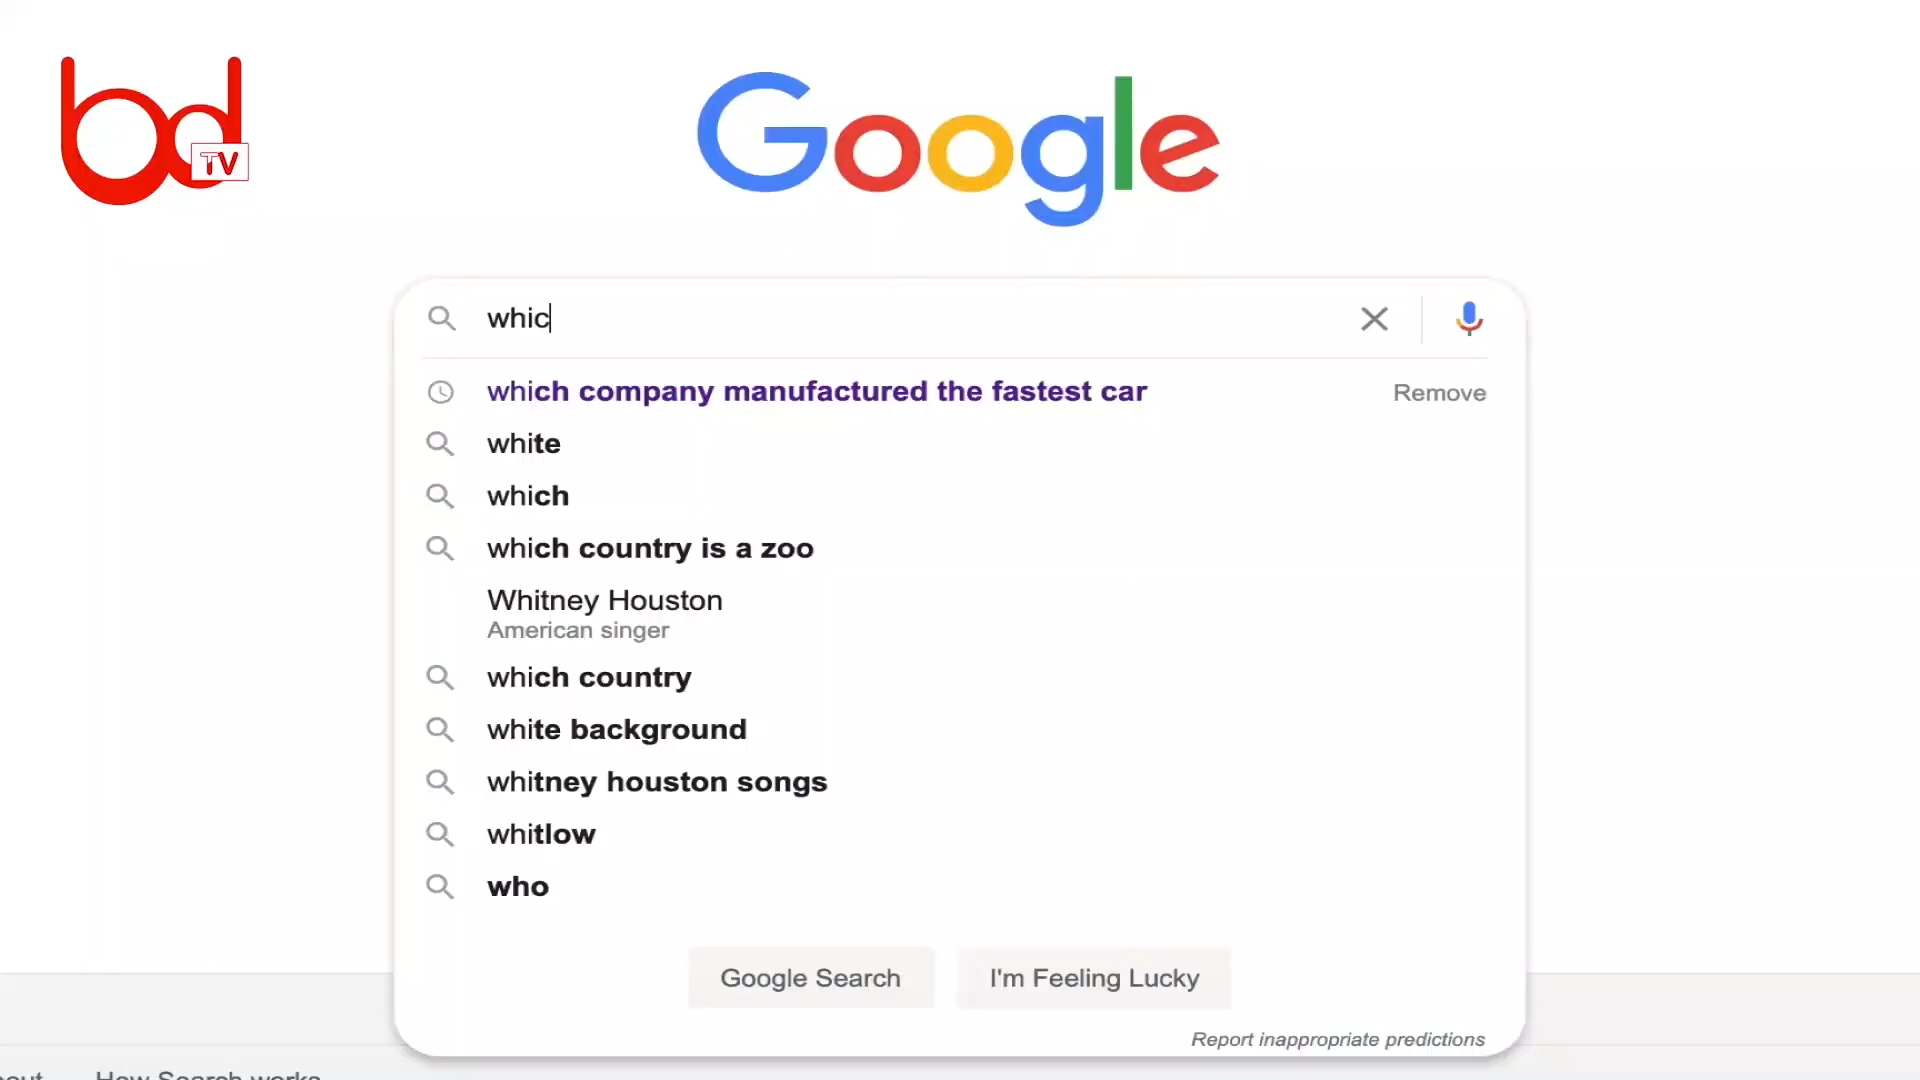 bd
TV
Google
whic
which company manufactured the fastest car
Remove
white
which
which country is a zoo
Whitney Houston
American singer
which country
white background
whitney houston songs
whitlow
who
Google Search
I'm Feeling Lucky
Report inappropriate predictions
How Search works